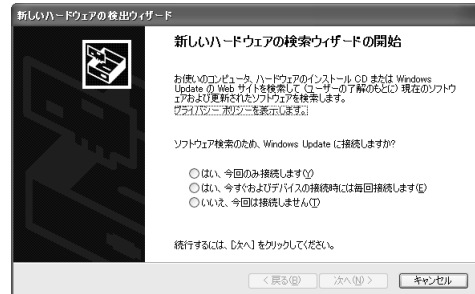 新しいハードウェアの検出ウィザード
新しいハードウェアの検索ウィザードの開始
お使いのコンピュータ、ハードウェアのインストール CD または Windows
Update の Web サイトを検索して (ユーザーの了解のもとに) 現在のソフトウ
ェアおよび更新されたソフトウェアを検索します。
プライバシー ポリシーを表示します。
ソフトウェア検索のため、Windows Update に接続しますか?
はい、今回のみ接続します(Y)
はい、今すぐおよびデバイスの接続時には毎回接続します(E)
いいえ、今回は接続しません(T)
続行するには、[次へ] をクリックしてください。
< 戻る(B)
次へ(N) >
キャンセル